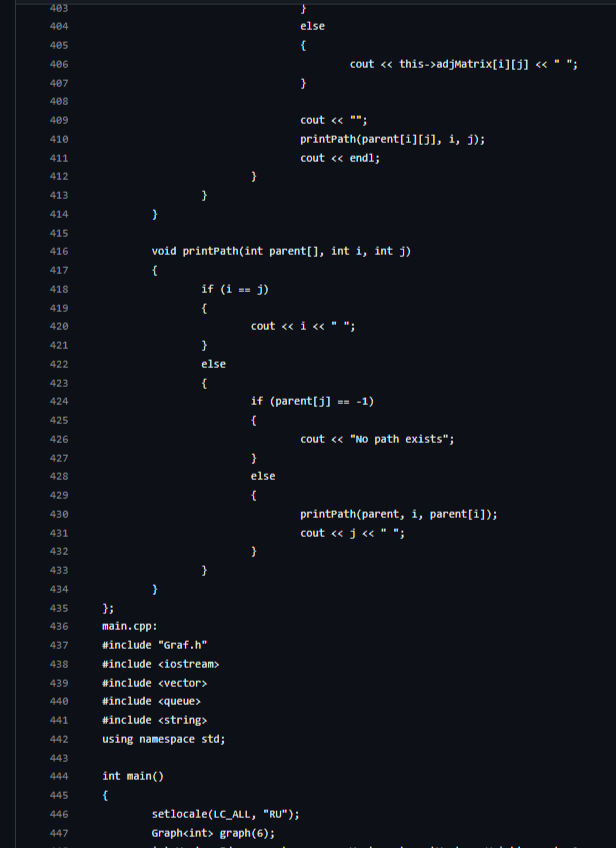 403 }
404 else
405 {
406 cout << this->adjMatrix[i][j] << " ";
407 }
408
409 cout << "";
410 printPath(parent[i][j], i, j);
411 cout << endl;
412 }
413 }
414 }
415
416 void printPath(int parent[], int i, int j)
417 {
418 if (i == j)
419 {
420 cout << i << " ";
421 }
422 else
423 {
424 if (parent[j] == -1)
425 {
426 cout << "No path exists";
427 }
428 else
429 {
430 printPath(parent, i, parent[i]);
431 cout << j << " ";
432 }
433 }
434 }
435 };
436 main.cpp:
437 #include "Graf.h"
438 #include <iostream>
439 #include <vector>
440 #include <queue>
441 #include <string>
442 using namespace std;
443
444 int main()
445 {
446 setlocale(LC_ALL, "RU");
447 Graph<int> graph(6);